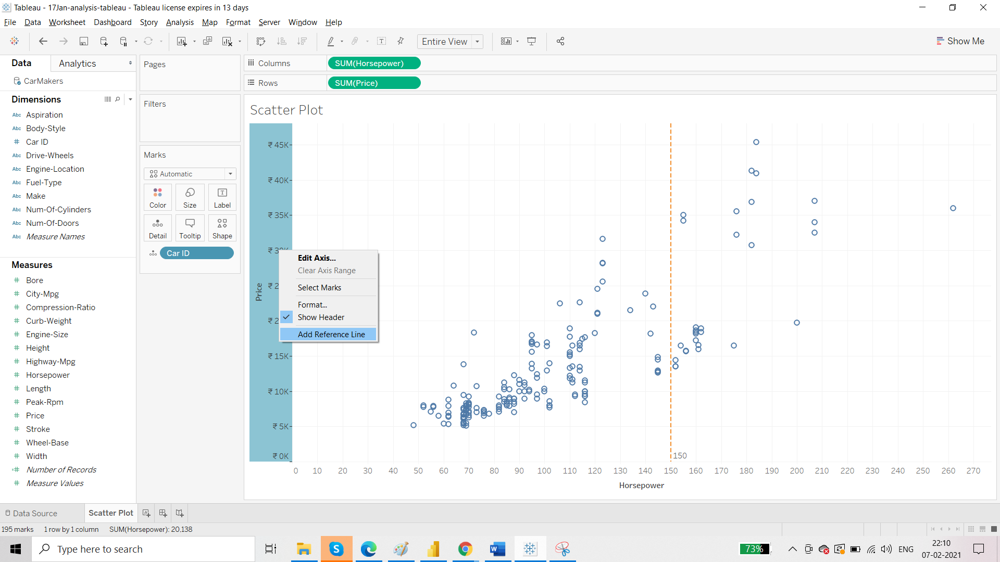 Tableau - 17Jan-analysis-tableau - Tableau license expires in 13 days
File Data Worksheet Dashboard Story Analysis Map Format Server Window Help
Entire View
Show Me
Data Analytics
CarMakers
Dimensions
Abc Aspiration
Abc Body-Style
# Car ID
Abc Drive-Wheels
Abc Engine-Location
Abc Fuel-Type
Abc Make
Abc Num-Of-Cylinders
Abc Num-Of-Doors
Abc Measure Names
Measures
# Bore
# City-Mpg
# Compression-Ratio
# Curb-Weight
# Engine-Size
# Height
# Highway-Mpg
# Horsepower
# Length
# Peak-Rpm
# Price
# Stroke
# Wheel-Base
# Width
=# Number of Records
# Measure Values
Pages
Filters
Marks
Automatic
Color Size Label
Detail Tooltip Shape
Car ID
Columns SUM(Horsepower)
Rows SUM(Price)
Scatter Plot
₹ 45K
₹ 40K
₹ 35K
₹ 15K
₹ 10K
₹ 5K
₹ 0K
Price
Edit Axis...
Clear Axis Range
Select Marks
Format...
Show Header
Add Reference Line
150
0 10 20 30 40 50 60 70 80 90 100 110 120 130 140 150 160 170 180 190 200 210 220 230 240 250 260 270
Horsepower
Data Source Scatter Plot
195 marks 1 row by 1 column SUM(Horsepower): 20,138
Type here to search
73%
ENG
22:10
07-02-2021